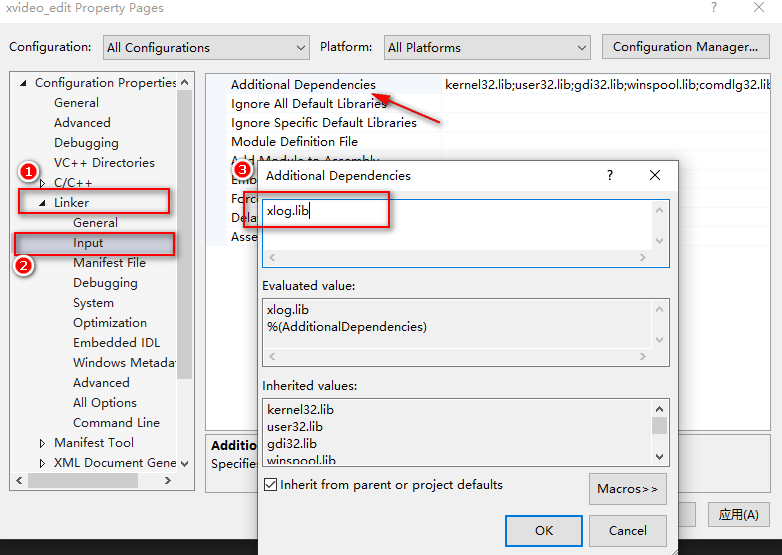 xvideo_edit Property Pages
?
Configuration:
All Configurations
Platform:
All Platforms
Configuration Manager...
Configuration Properties
General
Advanced
Debugging
VC++ Directories
1
C/C++
Linker
General
Input
2
Manifest File
Debugging
System
Optimization
Embedded IDL
Windows Metada
Advanced
All Options
Command Line
Manifest Tool
XML Document Gene
Additional Dependencies
kernel32.lib;user32.lib;gdi32.lib;winspool.lib;comdlg32.lib
Ignore All Default Libraries
Ignore Specific Default Libraries
Module Definition File
Add Module to Assembly
Emb
Forc
Dela
Asse
3
Additional Dependencies
?
xlog.lib
Evaluated value:
xlog.lib
%(AdditionalDependencies)
Inherited values:
kernel32.lib
user32.lib
gdi32.lib
winspool.lib
Inherit from parent or project defaults
Macros>>
OK
Cancel
Additio
Specifie
应用(A)